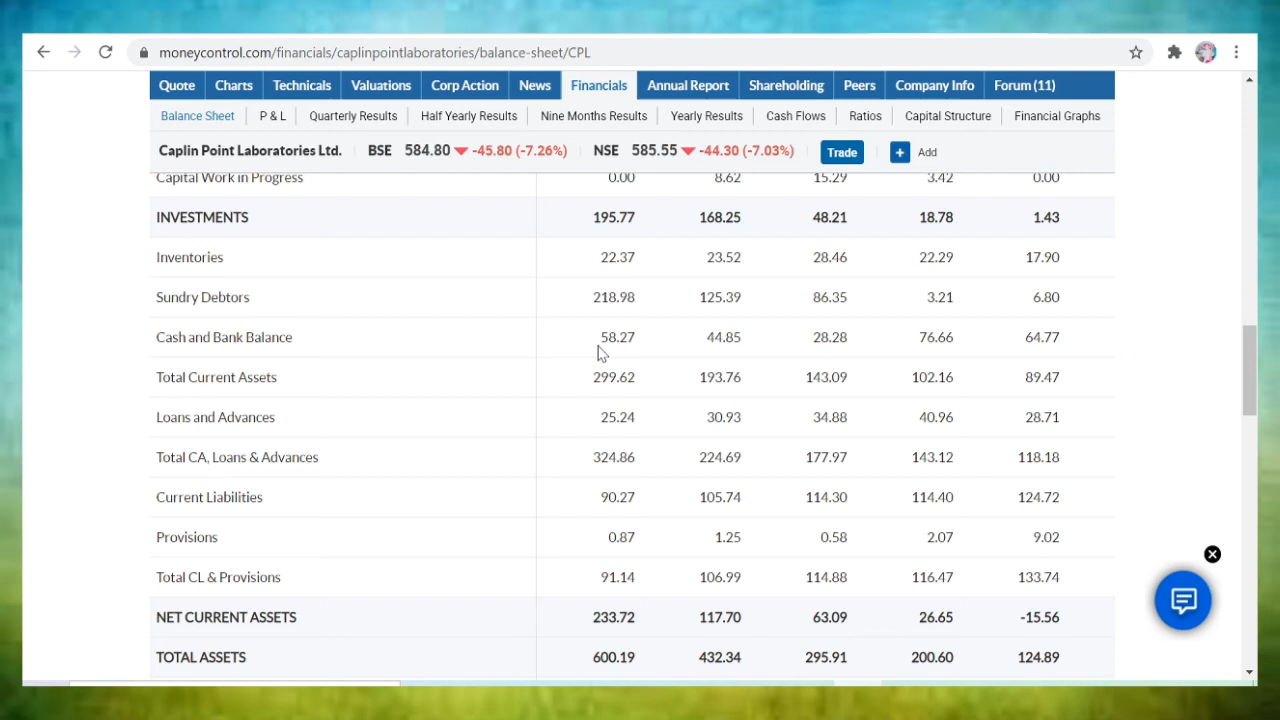 moneycontrol.com/financials/caplinpointlaboratories/balance-sheet/CPL
Quote Charts Technicals Valuations Corp Action News Financials Annual Report Shareholding Peers Company Info Forum (11)
Balance Sheet P & L Quarterly Results Half Yearly Results Nine Months Results Yearly Results Cash Flows Ratios Capital Structure Financial Graphs
Caplin Point Laboratories Ltd. BSE 584.80 -45.80 (-7.26%) NSE 585.55 -44.30 (-7.03%) Trade + Add
Capital Work in Progress 0.00 8.62 15.29 3.42 0.00
INVESTMENTS 195.77 168.25 48.21 18.78 1.43
Inventories 22.37 23.52 28.46 22.29 17.90
Sundry Debtors 218.98 125.39 86.35 3.21 6.80
Cash and Bank Balance 58.27 44.85 28.28 76.66 64.77
Total Current Assets 299.62 193.76 143.09 102.16 89.47
Loans and Advances 25.24 30.93 34.88 40.96 28.71
Total CA, Loans & Advances 324.86 224.69 177.97 143.12 118.18
Current Liabilities 90.27 105.74 114.30 114.40 124.72
Provisions 0.87 1.25 0.58 2.07 9.02
Total CL & Provisions 91.14 106.99 114.88 116.47 133.74
NET CURRENT ASSETS 233.72 117.70 63.09 26.65 -15.56
TOTAL ASSETS 600.19 432.34 295.91 200.60 124.89